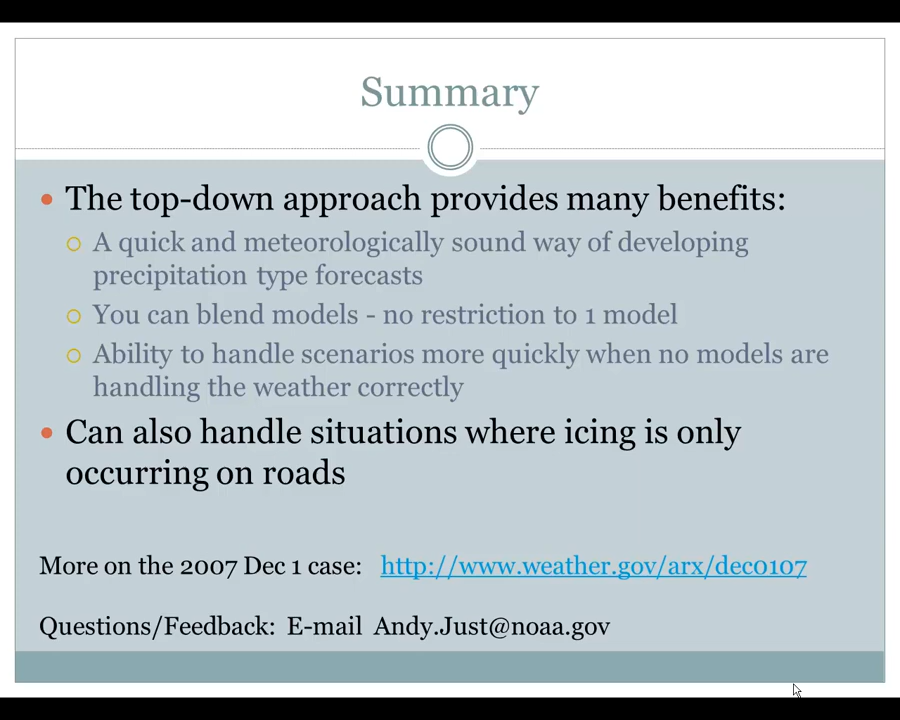 Summary
The top-down approach provides many benefits:
A quick and meteorologically sound way of developing
precipitation type forecasts
You can blend models - no restriction to 1 model
Ability to handle scenarios more quickly when no models are
handling the weather correctly
Can also handle situations where icing is only
occurring on roads
More on the 2007 Dec 1 case: http://www.weather.gov/arx/dec0107
Questions/Feedback: E-mail Andy.Just@noaa.gov